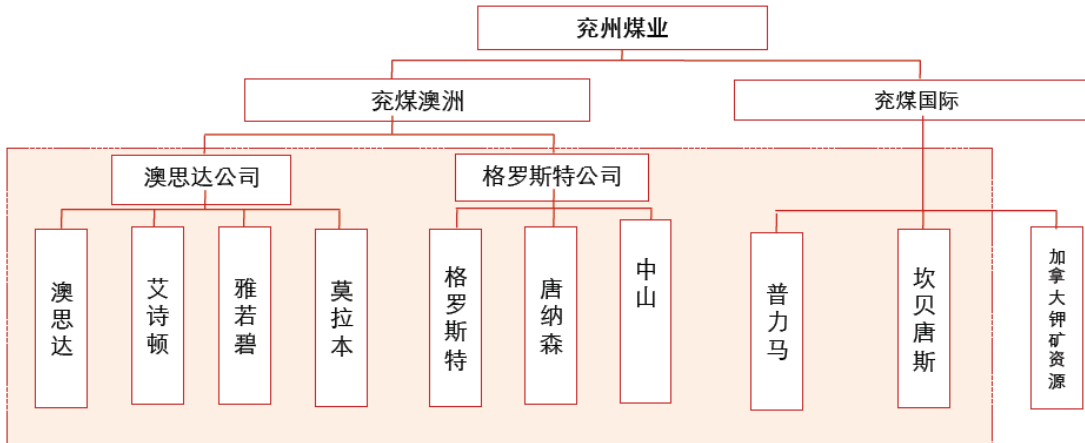 兖州煤业
兖煤澳洲
兖煤国际
澳思达公司
格罗斯特公司
澳思达
艾诗顿
雅若碧
莫拉本
格罗斯特
唐纳森
中山
普力马
坎贝唐斯
加拿大钾矿资源